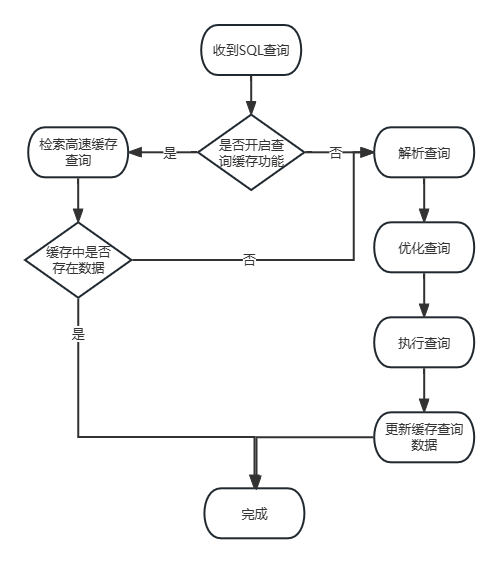 收到SQL查询
是否开启查
询缓存功能
是
否
检索高速缓存
查询
解析查询
缓存中是否
存在数据
否
优化查询
是
执行查询
更新缓存查询
数据
完成